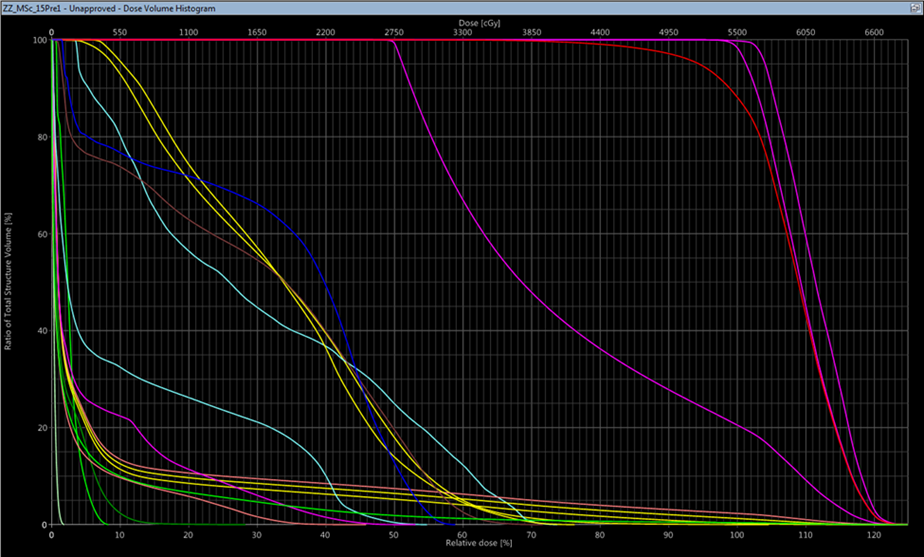 ZZ_MSc_15Pre1 - Unapproved - Dose Volume Histogram
Dose [cGy]
0 550 1100 1650 2200 2750 3300 3850 4400 4950 5500 6050 6600
100
80
60
40
20
0
Ratio of Total Structure Volume [%]
0 10 20 30 40 50 60 70 80 90 100 110 120
Relative dose [%]